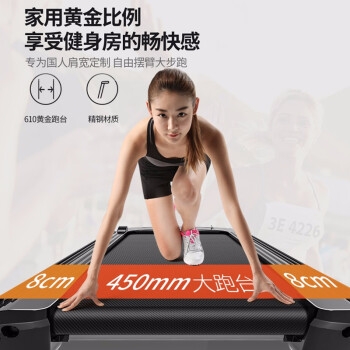 家用黄金比例
享受健身房的畅快感
专为国人肩宽定制 自由摆臂大步跑
610黄金跑台
精钢材质
3E 4226
8cm 450mm 大跑台 8cm